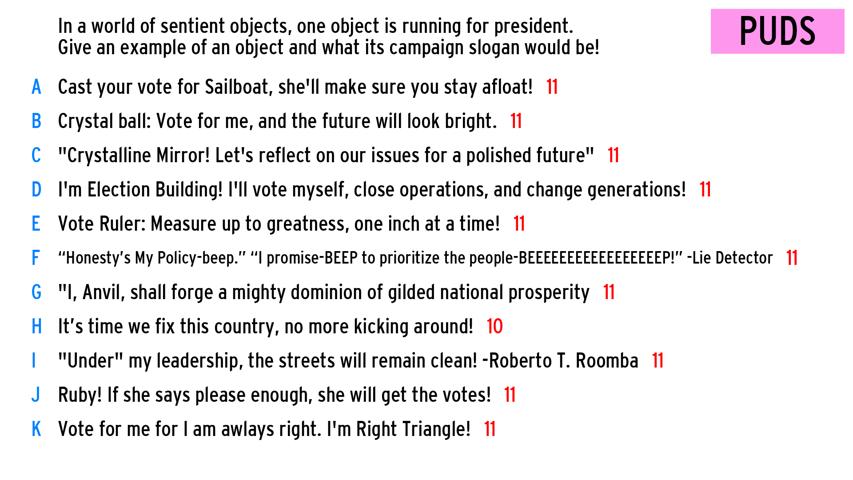 In a world of sentient objects, one object is running for president.
Give an example of an object and what its campaign slogan would be!
PUDS
A Cast your vote for Sailboat, she'll make sure you stay afloat! 11
B Crystal ball: Vote for me, and the future will look bright. 11
C "Crystalline Mirror! Let's reflect on our issues for a polished future" 11
D I'm Election Building! I'll vote myself, close operations, and change generations! 11
E Vote Ruler: Measure up to greatness, one inch at a time! 11
F “Honesty’s My Policy-beep.” “I promise-BEEP to prioritize the people-BEEEEEEEEEEEEEEEEEP!” -Lie Detector 11
G "I, Anvil, shall forge a mighty dominion of gilded national prosperity 11
H It’s time we fix this country, no more kicking around! 10
I "Under" my leadership, the streets will remain clean! -Roberto T. Roomba 11
J Ruby! If she says please enough, she will get the votes! 11
K Vote for me for I am awlays right. I'm Right Triangle! 11